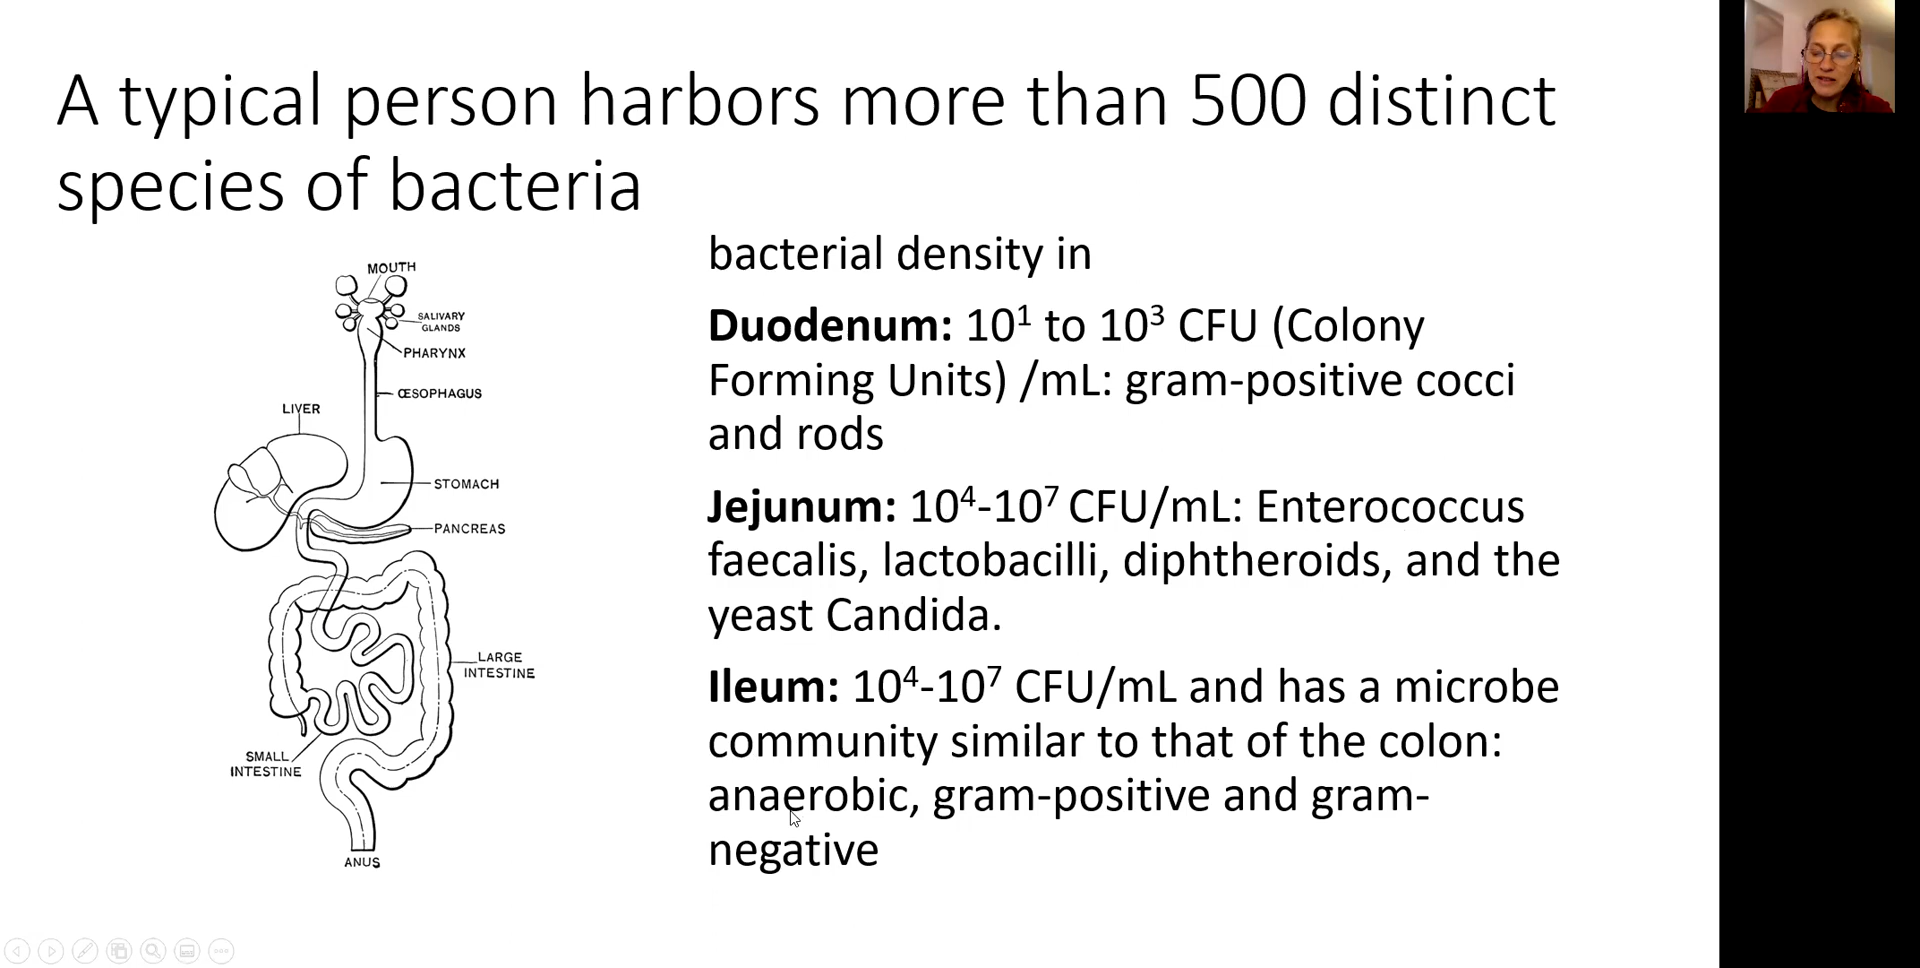 A typical person harbors more than 500 distinct
species of bacteria
MOUTH
SALIVARY
GLANDS
PHARYNX
ŒSOPHAGUS
LIVER
STOMACH
PANCREAS
LARGE
INTESTINE
SMALL
INTESTINE
ANUS
bacterial density in
Duodenum: 10¹ to 10³ CFU (Colony
Forming Units) /mL: gram-positive cocci
and rods
Jejunum: 10⁴-10⁷ CFU/mL: Enterococcus
faecalis, lactobacilli, diphtheroids, and the
yeast Candida.
Ileum: 10⁴-10⁷ CFU/mL and has a microbe
community similar to that of the colon:
anaerobic, gram-positive and gram-
negative